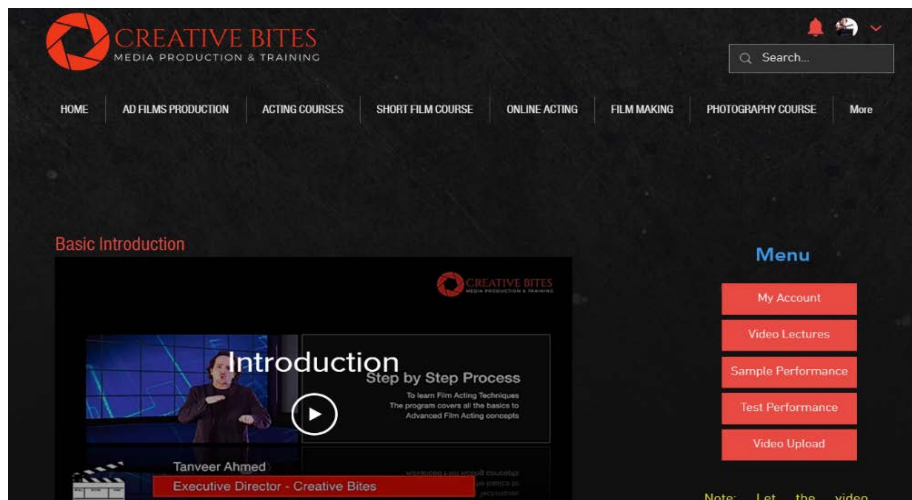 CREATIVE BITES
MEDIA PRODUCTION & TRAINING
Search...
HOME AD FILMS PRODUCTION ACTING COURSES SHORT FILM COURSE ONLINE ACTING FILM MAKING PHOTOGRAPHY COURSE More
Basic Introduction
CREATIVE BITES
MEDIA PRODUCTION & TRAINING
Introduction
Step by Step Process
To learn Film Acting Techniques
The program covers all the basics to
Advanced Film Acting concepts
Tanveer Ahmed
Executive Director - Creative Bites
Menu
My Account
Video Lectures
Sample Performance
Test Performance
Video Upload
Note: Let the video